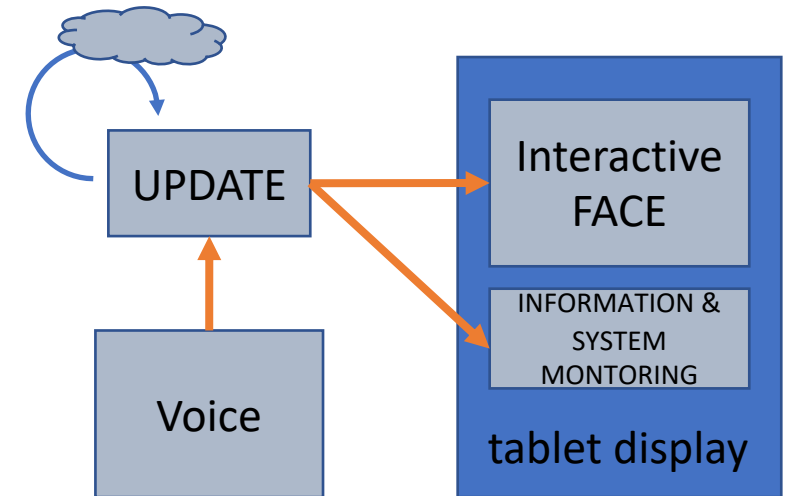 UPDATE
Interactive
FACE
INFORMATION &
SYSTEM
MONTORING
Voice
tablet display